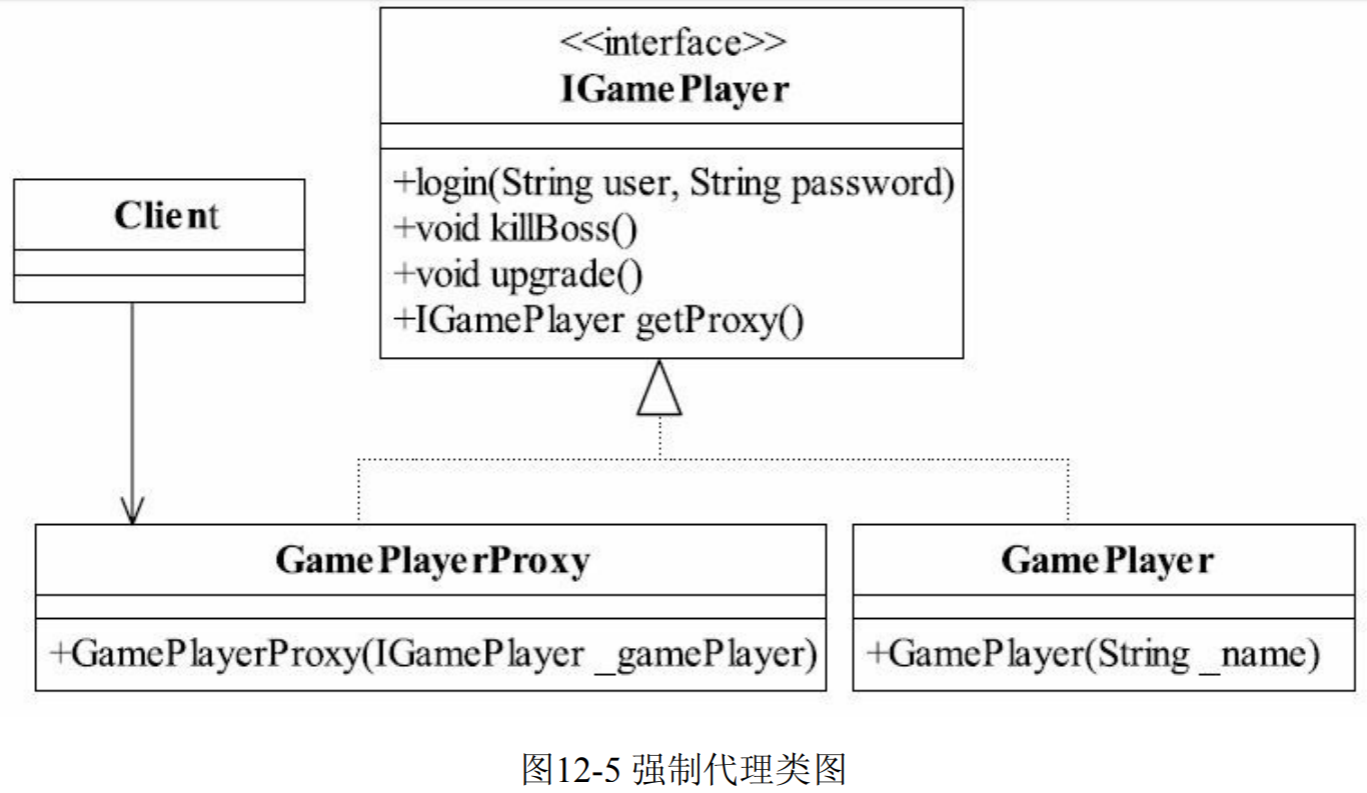 <<interface>>
IGamePlayer
+login(String user, String password)
+void killBoss()
+void upgrade()
+IGamePlayer getProxy()
Client
GamePlayerProxy
+GamePlayerProxy(IGamePlayer _gamePlayer)
GamePlayer
+GamePlayer(String _name)
图12-5 强制代理类图